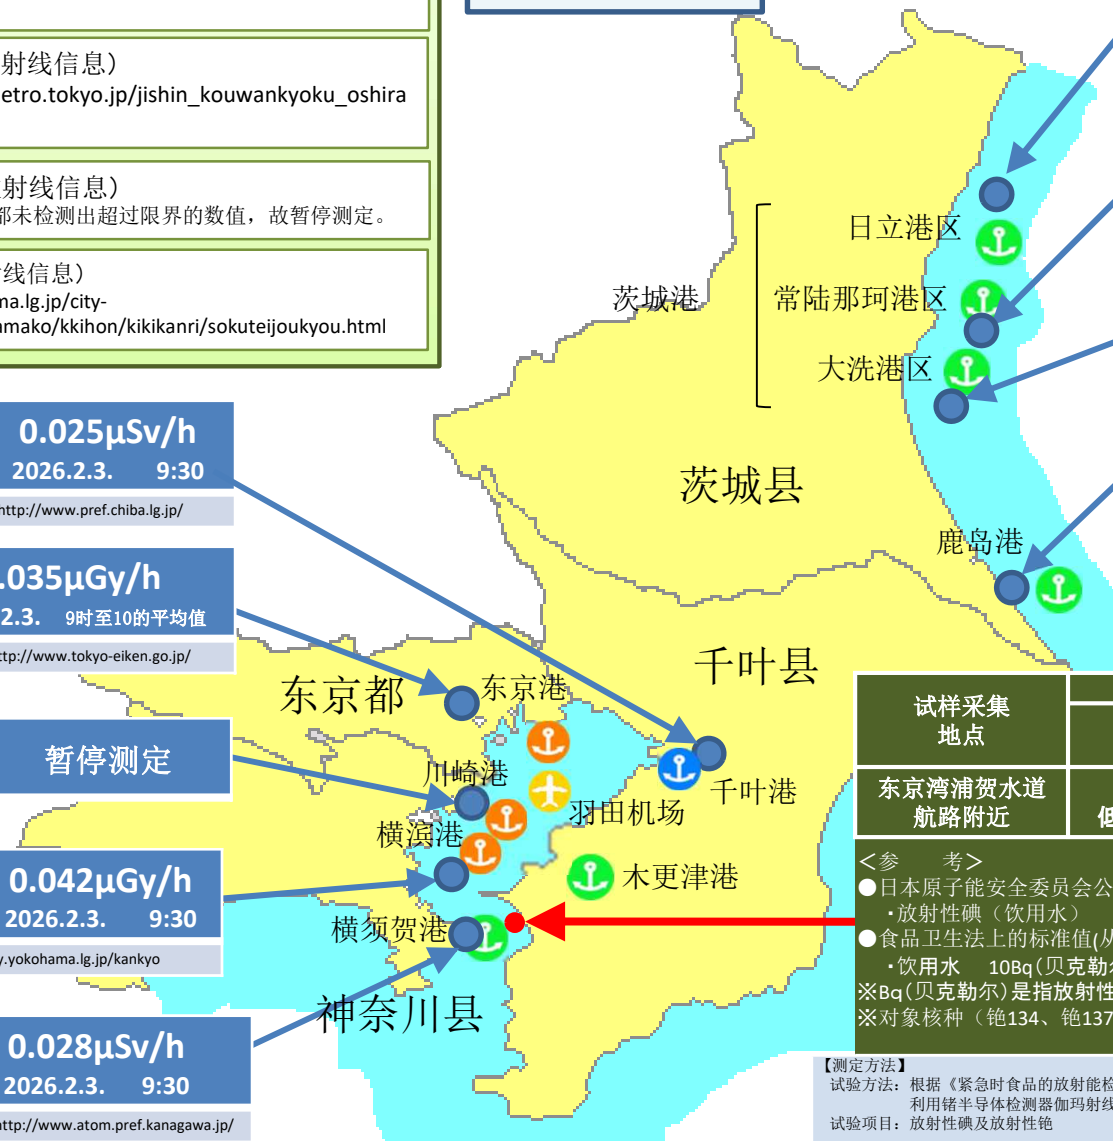 射线信息）
etro.tokyo.jp/jishin_kouwankyoku_oshira
射线信息）
都未检测出超过限界的数值，故暂停测定。
线信息）
ma.lg.jp/city-
amako/kkihon/kikikanri/sokuteijoukyou.html
日立港区
茨城港
常陆那珂港区
大洗港区
茨城县
鹿岛港
0.025μSv/h
2026.2.3. 9:30
http://www.pref.chiba.lg.jp/
.035μGy/h
2.3. 9时至10的平均值
ttp://www.tokyo-eiken.go.jp/
暂停测定
0.042μGy/h
2026.2.3. 9:30
y.yokohama.lg.jp/kankyo
0.028μSv/h
2026.2.3. 9:30
http://www.atom.pref.kanagawa.jp/
千叶县
东京都
东京港
川崎港
千叶港
羽田机场
横滨港
木更津港
横须贺港
神奈川县
试样采集
地点
东京湾浦贺水道
航路附近
低
＜参　考＞
●日本原子能安全委员会公
・放射性碘（饮用水）
●食品卫生法上的标准值(从
・饮用水　10Bq(贝克勒尔
※Bq(贝克勒尔)是指放射性
※对象核种（铯134、铯137
【测定方法】
试验方法：根据《紧急时食品的放射能检
利用锗半导体检测器伽玛射线
试验项目：放射性碘及放射性铯